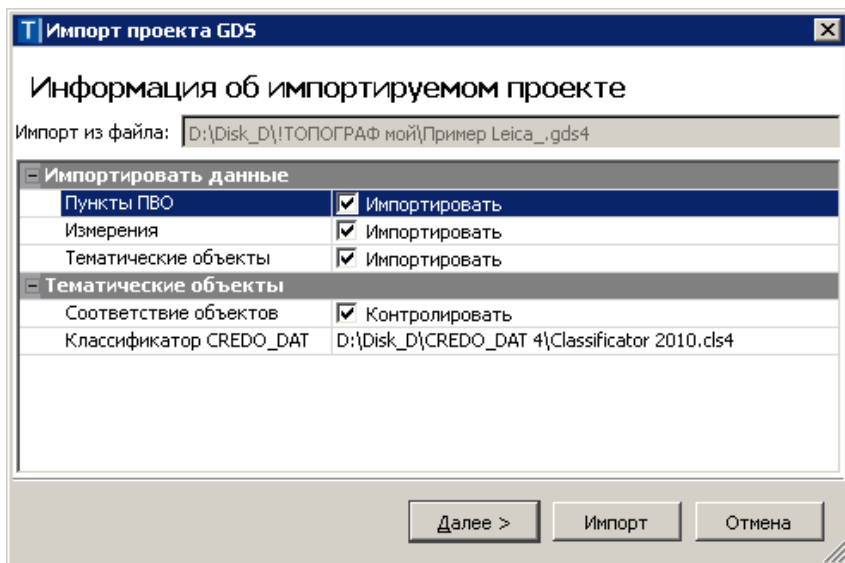 T Импорт проекта GDS
Информация об импортируемом проекте
Импорт из файла: D:\Disk_D\!ТОПОГРАФ мой\Пример Leica_.gds4
Импортировать данные
Пункты ПВО Импортировать
Измерения Импортировать
Тематические объекты Импортировать
Тематические объекты
Соответствие объектов Контролировать
Классификатор CREDO_DAT D:\Disk_D\CREDO_DAT 4\Classificator 2010.cls4
Далее > Импорт Отмена